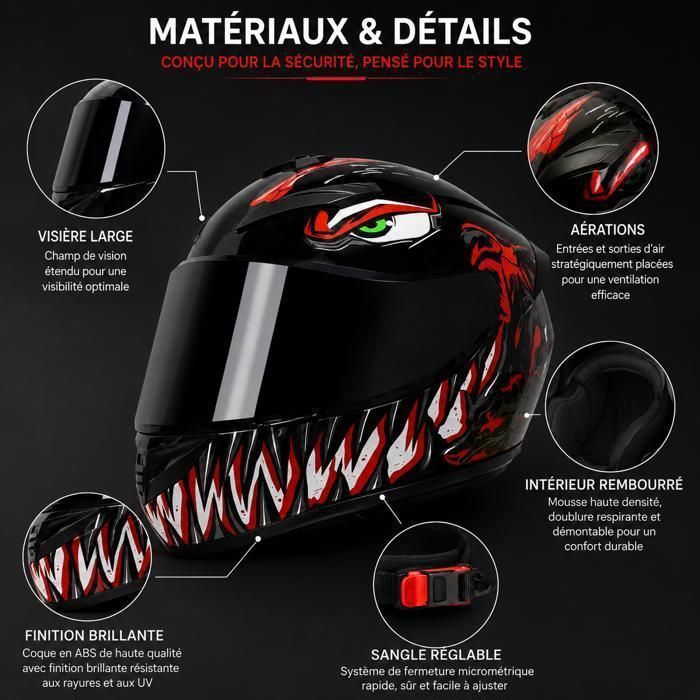 MATÉRIAUX & DÉTAILS
CONÇU POUR LA SÉCURITÉ, PENSÉ POUR LE STYLE
VISIÈRE LARGE
Champ de vision
étendu pour une
visibilité optimale
AÉRATIONS
Entrées et sorties d'air
stratégiquement placées
pour une ventilation
efficace
INTÉRIEUR REMBOURRÉ
Mousse haute densité,
doublure respirante et
démontable pour un
confort durable
FINITION BRILLANTE
Coque en ABS de haute qualité
avec finition brillante résistante
aux rayures et aux UV
SANGLE RÉGLABLE
Système de fermeture micrométrique
rapide, sûr et facile à ajuster